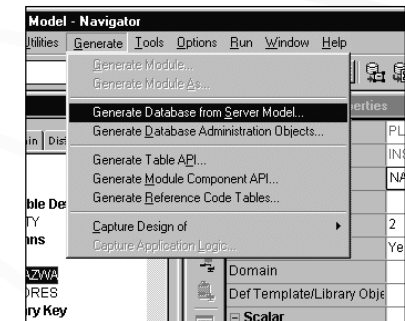 Model - Navigator
Utilities Generate Tools Options Run Window Help
Generate Module...
Generate Module As...
Generate Database from Server Model...
Generate Database Administration Objects...
Generate Table API...
Generate Module Component API...
Generate Reference Code Tables...
Capture Design of
Capture Application Logic...
erties
ain Dist
PL
INS
NA
ble De
TY
2
ns
Ye
AZWA
Domain
DRES
Def Template/Library Obje
ry Key
Scalar